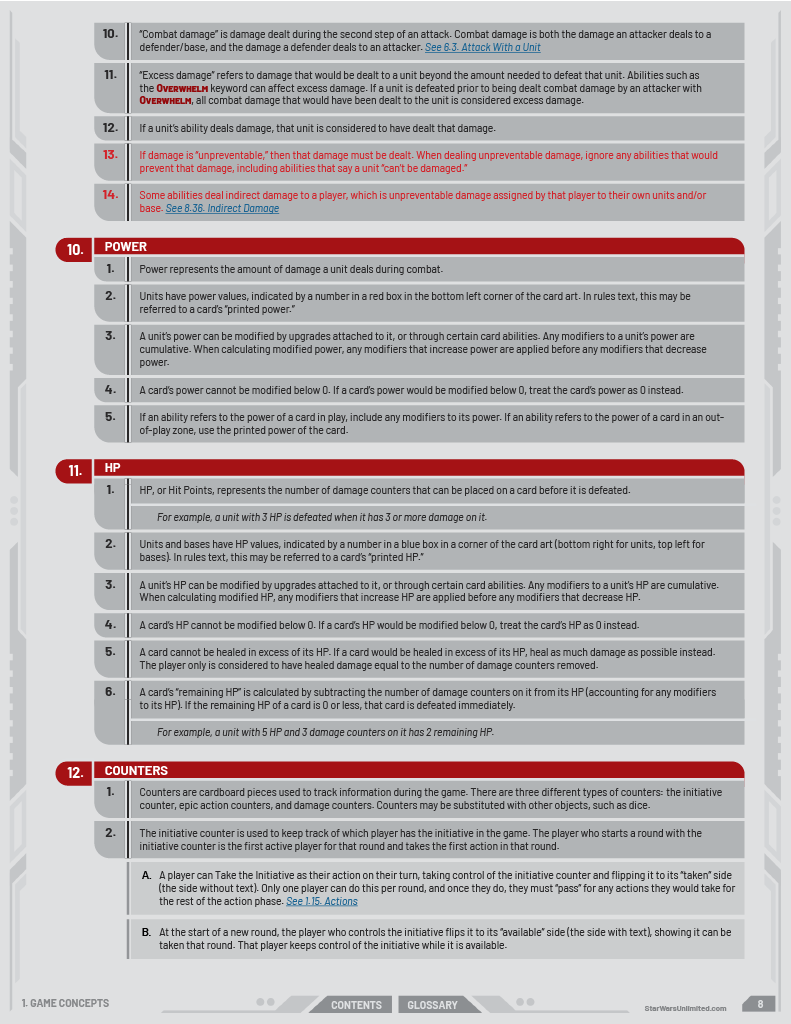 10. “Combat damage” is damage dealt during the second step of an attack. Combat damage is both the damage an attacker deals to a
defender/base, and the damage a defender deals to an attacker. See 6.3. Attack With a Unit
11. “Excess damage” refers to damage that would be dealt to a unit beyond the amount needed to defeat that unit. Abilities such as
the OVERWHELM keyword can affect excess damage. If a unit is defeated prior to being dealt combat damage by an attacker with
OVERWHELM, all combat damage that would have been dealt to the unit is considered excess damage.
12. If a unit’s ability deals damage, that unit is considered to have dealt that damage.
13. If damage is “unpreventable,” then that damage must be dealt. When dealing unpreventable damage, ignore any abilities that would
prevent that damage, including abilities that say a unit “can’t be damaged.”
14. Some abilities deal indirect damage to a player, which is unpreventable damage assigned by that player to their own units and/or
base. See 8.36. Indirect Damage
10. POWER
1. Power represents the amount of damage a unit deals during combat.
2. Units have power values, indicated by a number in a red box in the bottom left corner of the card art. In rules text, this may be
referred to a card’s “printed power.”
3. A unit’s power can be modified by upgrades attached to it, or through certain card abilities. Any modifiers to a unit’s power are
cumulative. When calculating modified power, any modifiers that increase power are applied before any modifiers that decrease
power.
4. A card’s power cannot be modified below 0. If a card’s power would be modified below 0, treat the card’s power as 0 instead.
5. If an ability refers to the power of a card in play, include any modifiers to its power. If an ability refers to the power of a card in an out-
of-play zone, use the printed power of the card.
11. HP
1. HP, or Hit Points, represents the number of damage counters that can be placed on a card before it is defeated.
For example, a unit with 3 HP is defeated when it has 3 or more damage on it.
2. Units and bases have HP values, indicated by a number in a blue box in a corner of the card art (bottom right for units, top left for
bases). In rules text, this may be referred to a card’s “printed HP.”
3. A unit’s HP can be modified by upgrades attached to it, or through certain card abilities. Any modifiers to a unit’s HP are cumulative.
When calculating modified HP, any modifiers that increase HP are applied before any modifiers that decrease HP.
4. A card’s HP cannot be modified below 0. If a card’s HP would be modified below 0, treat the card’s HP as 0 instead.
5. A card cannot be healed in excess of its HP. If a card would be healed in excess of its HP, heal as much damage as possible instead.
The player only is considered to have healed damage equal to the number of damage counters removed.
6. A card’s “remaining HP” is calculated by subtracting the number of damage counters on it from its HP (accounting for any modifiers
to its HP). If the remaining HP of a card is 0 or less, that card is defeated immediately.
For example, a unit with 5 HP and 3 damage counters on it has 2 remaining HP.
12. COUNTERS
1. Counters are cardboard pieces used to track information during the game. There are three different types of counters: the initiative
counter, epic action counters, and damage counters. Counters may be substituted with other objects, such as dice.
2. The initiative counter is used to keep track of which player has the initiative in the game. The player who starts a round with the
initiative counter is the first active player for that round and takes the first action in that round.
A. A player can Take the Initiative as their action on their turn, taking control of the initiative counter and flipping it to its “taken” side
(the side without text). Only one player can do this per round, and once they do, they must “pass” for any actions they would take for
the rest of the action phase. See 1.15. Actions
B. At the start of a new round, the player who controls the initiative flips it to its “available” side (the side with text), showing it can be
taken that round. That player keeps control of the initiative while it is available.
1. GAME CONCEPTS
CONTENTS
GLOSSARY
StarWarsUnlimited.com
8